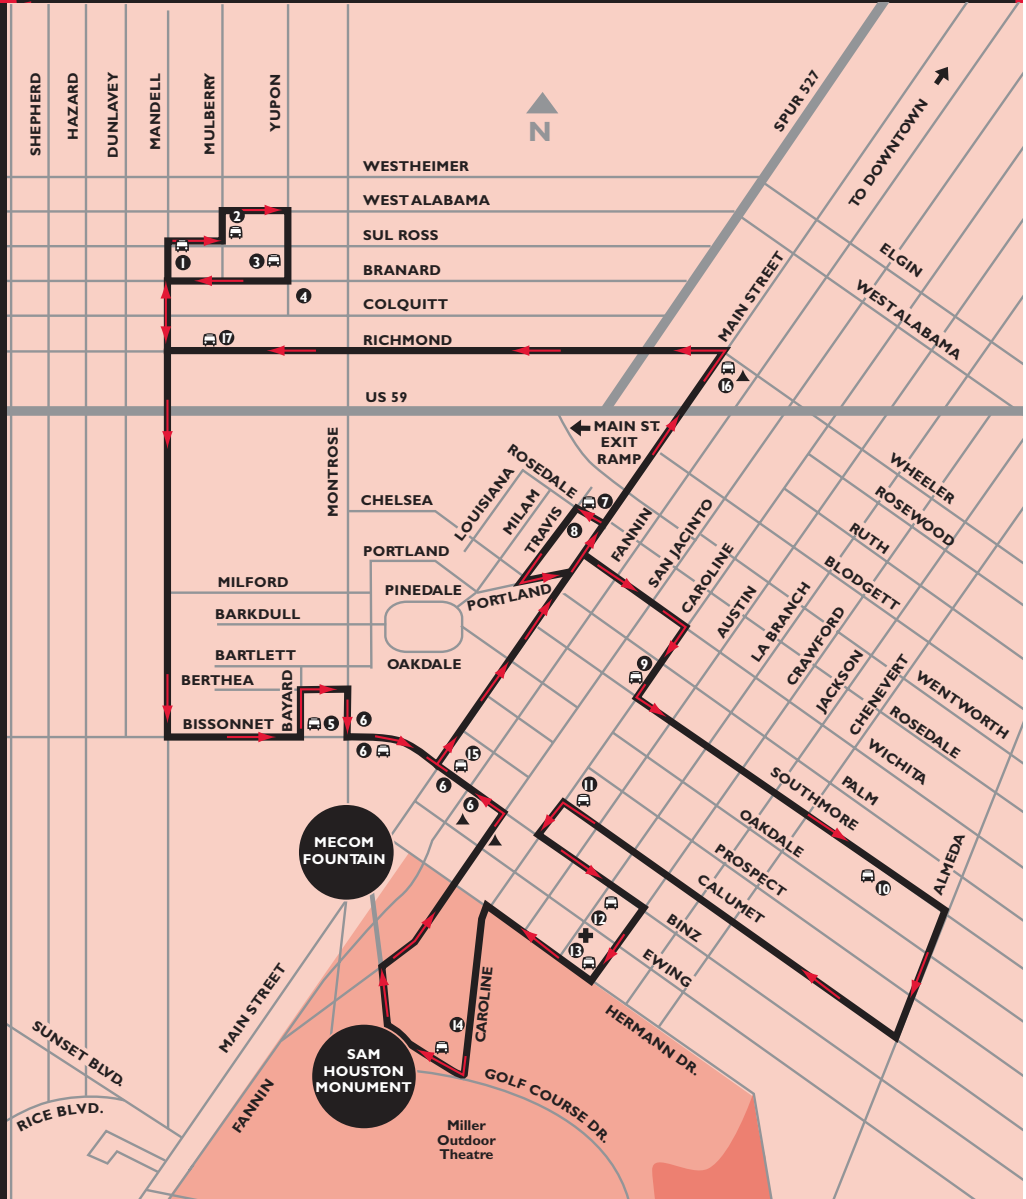 SHEPHERD
HAZARD
DUNLAVEY
MANDELL
MULBERRY
YUPON
N
SPUR 527
TO DOWNTOWN
WESTHEIMER
WEST ALABAMA
SUL ROSS
BRANARD
COLQUITT
RICHMOND
US 59
ELGIN
WEST ALABAMA
MAIN STREET
1
2
3
4
17
16
MAIN ST.
EXIT
RAMP
MONTROSE
CHELSEA
PORTLAND
MILFORD
PINEDALE
BARKDULL
BARTLETT
OAKDALE
BERTHEA
BAYARD
BISSONNET
ROSEDALE
LOUISIANA
MILAM
TRAVIS
PORTLAND
7
8
FANNIN
SAN JACINTO
CAROLINE
AUSTIN
LA BRANCH
CRAWFORD
JACKSON
CHENEVERT
WHEELER
ROSEWOOD
RUTH
BLODGETT
WENTWORTH
ROSEDALE
WICHITA
PALM
SOUTHMORE
OAKDALE
PROSPECT
CALUMET
BINZ
EWING
HERMANN DR.
ALMEDA
9
5
6
6
6
6
15
11
10
12
13
14
MECOM
FOUNTAIN
MAIN STREET
CAROLINE
SAM
HOUSTON
MONUMENT
SUNSET BLVD.
RICE BLVD.
FANNIN
GOLF COURSE DR.
Miller
Outdoor
Theatre